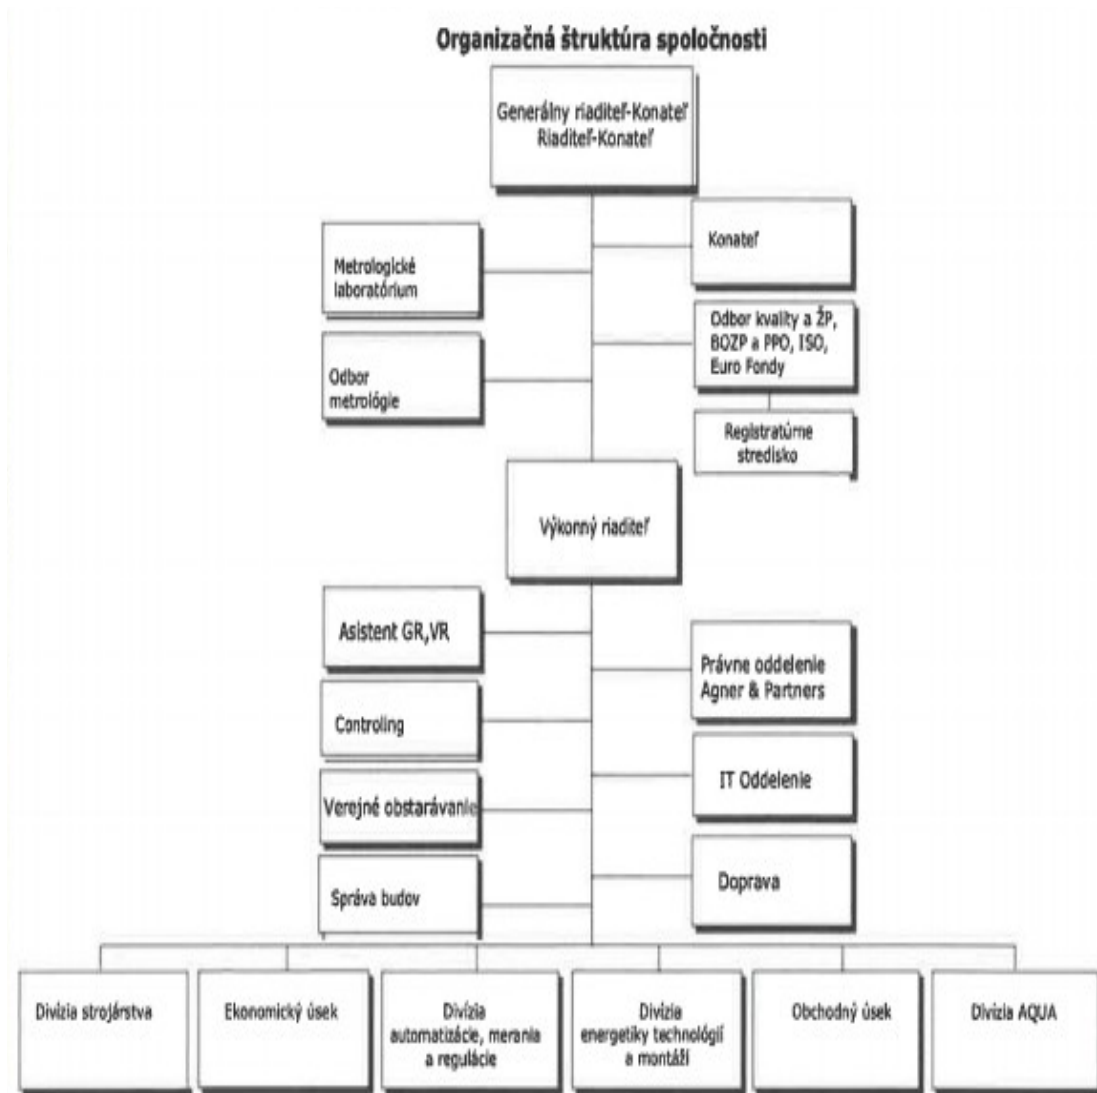 Organizačná štruktúra spoločnosti
Generálny riaditeľ-Konateľ
Riaditeľ-Konateľ
Konateľ
Metrologické
laboratórium
Odbor kvality a ŽP,
BOZP a PPO, ISO,
Euro Fondy
Odbor
metrológie
Registratúrne
stredisko
Výkonný riaditeľ
Asistent GR,VR
Právne oddelenie
Agner & Partners
Controling
IT Oddelenie
Verejné obstarávanie
Doprava
Správa budov
Divízia strojárstva
Ekonomický úsek
Divízia
automatizácie, merania
a regulácie
Divízia
energetiky technológií
a montáží
Obchodný úsek
Divízia AQUA